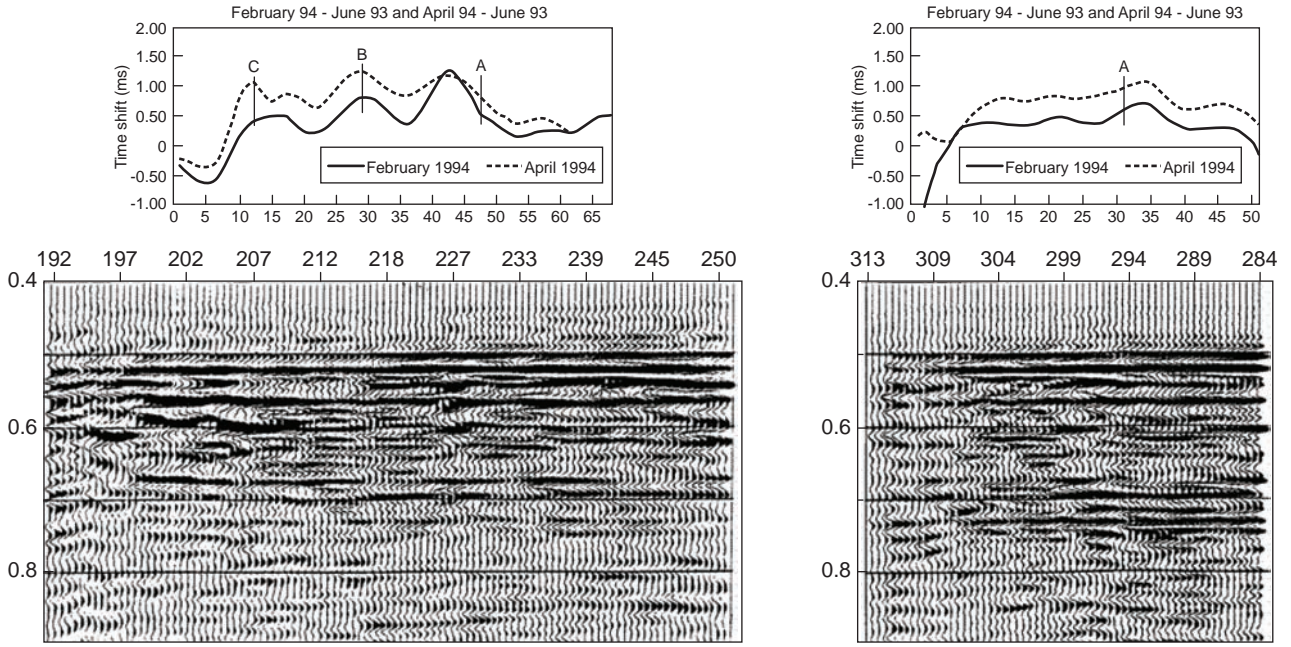 February 94 - June 93 and April 94 - June 93
2.00
1.50
1.00
0.50
0
-0.50
-1.00
Time shift (ms)
C
B
A
February 1994
April 1994
0 5 10 15 20 25 30 35 40 45 50 55 60 65
February 94 - June 93 and April 94 - June 93
2.00
1.50
1.00
0.50
0
-0.50
-1.00
Time shift (ms)
A
February 1994
April 1994
0 5 10 15 20 25 30 35 40 45 50
192 197 202 207 212 218 227 233 239 245 250
0.4
0.6
0.8
313 309 304 299 294 289 284
0.4
0.6
0.8